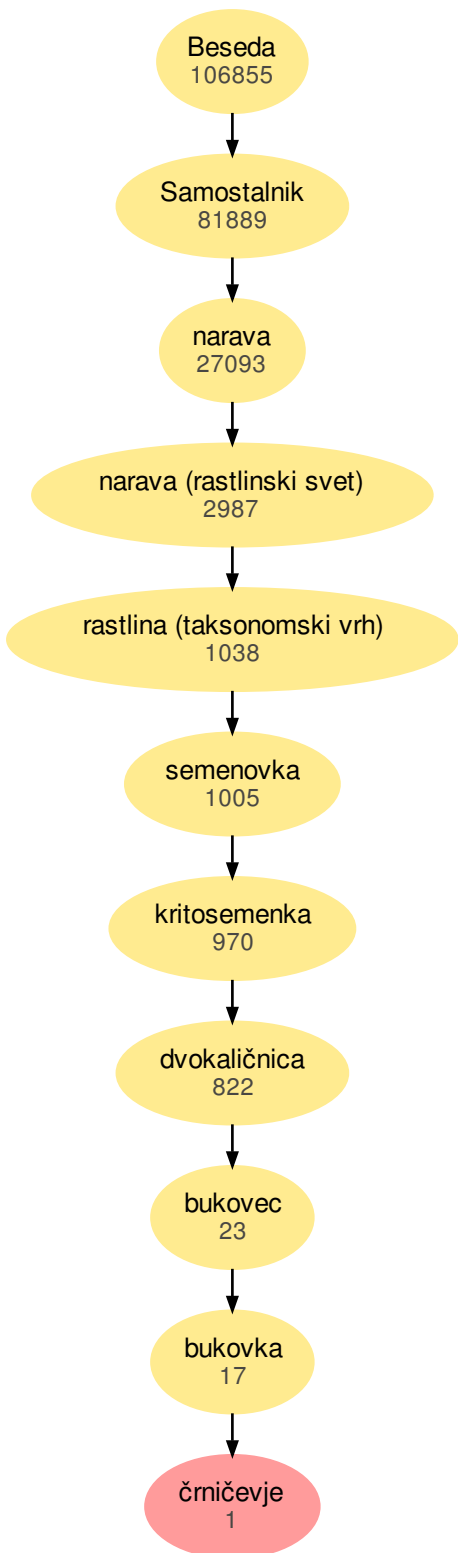 Beseda
106855
Samostalnik
81889
narava
27093
narava (rastlinski svet)
2987
rastlina (taksonomski vrh)
1038
semenovka
1005
kritosemenka
970
dvokaličnica
822
bukovec
23
bukovka
17
črničevje
1